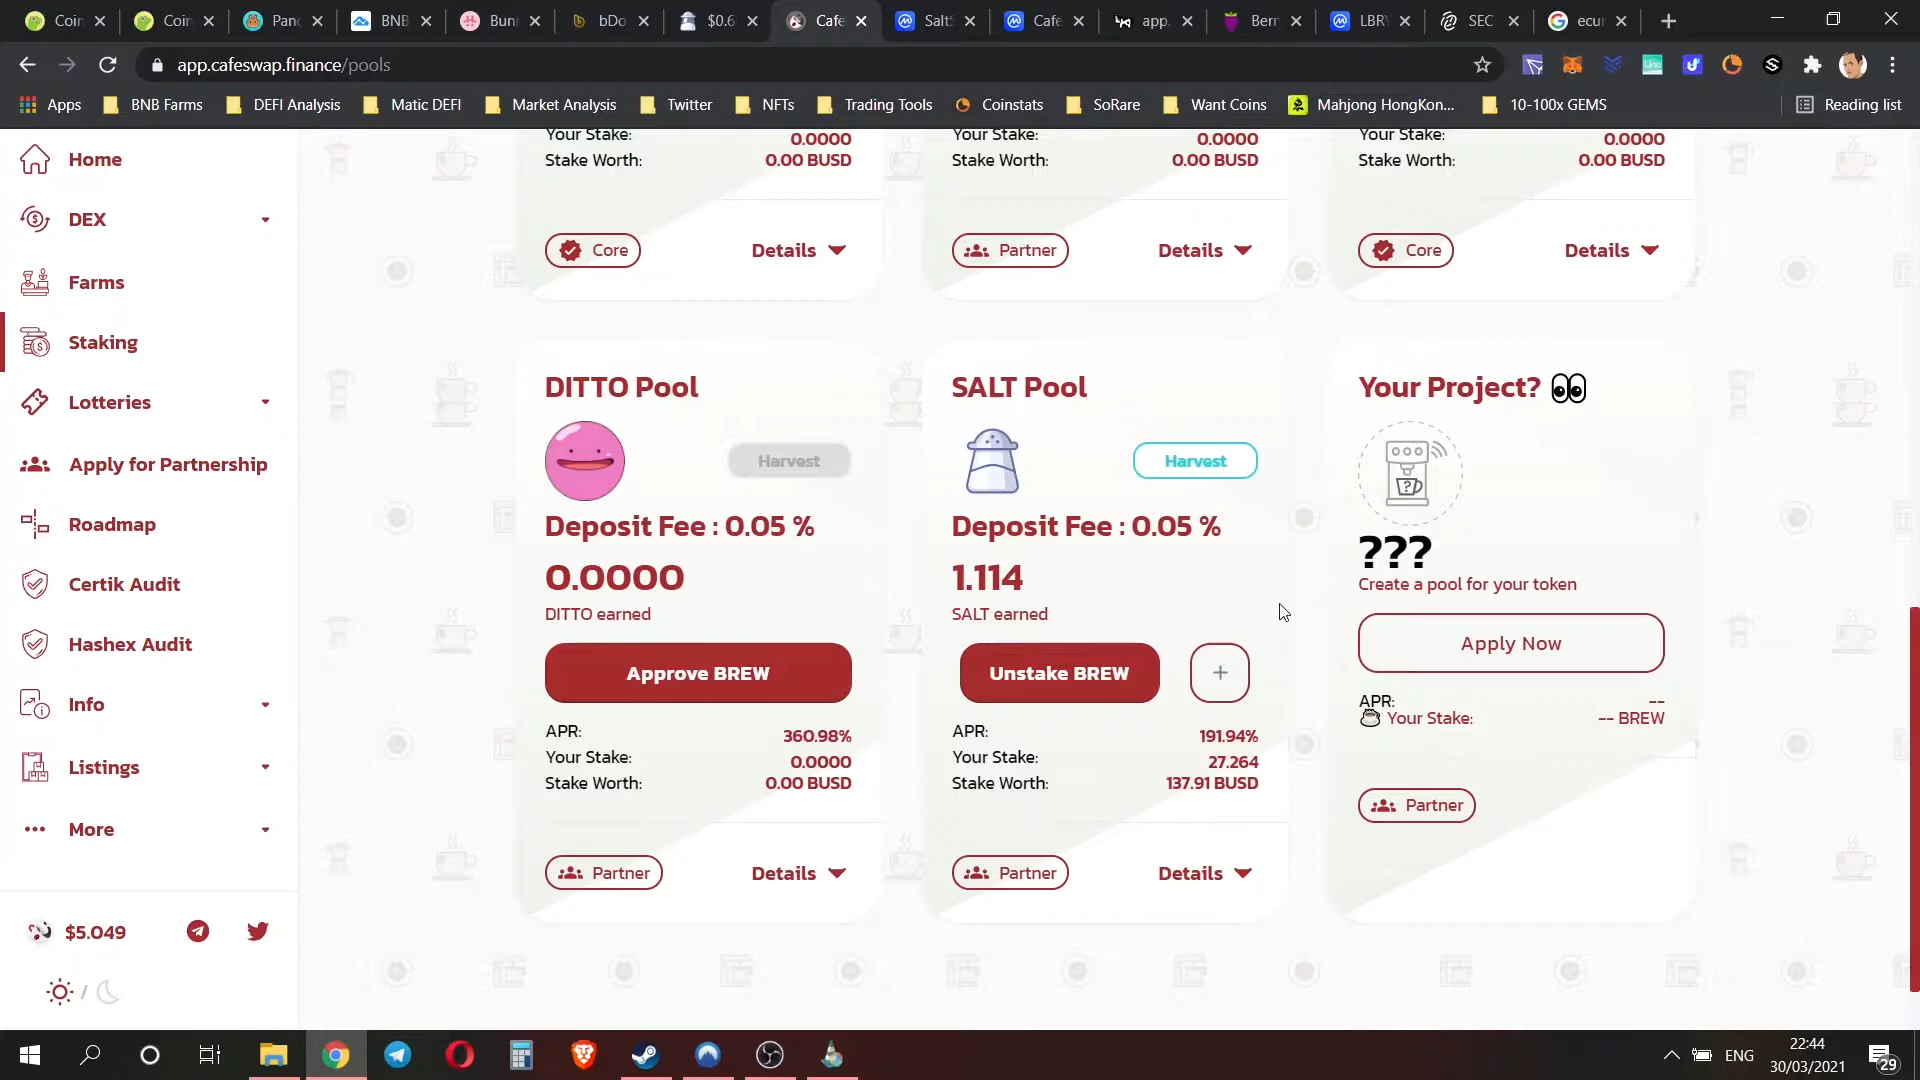 Coin
Coin
Panc
BNB
Bunn
bDo
$0.6
Cafe
SaltS
Cafe
app.
Berr
LBRY
SEC
ecur
app.cafeswap.finance/pools
Apps
BNB Farms
DEFI Analysis
Matic DEFI
Market Analysis
Twitter
NFTs
Trading Tools
Coinstats
SoRare
Want Coins
Mahjong HongKon...
10-100x GEMS
Reading list
Home
DEX
Farms
Staking
Lotteries
Apply for Partnership
Roadmap
Certik Audit
Hashex Audit
Info
Listings
More
$5.049
/
Your Stake: 0.0000
Stake Worth: 0.00 BUSD
Core
Details
Your Stake: 0.0000
Stake Worth: 0.00 BUSD
Partner
Details
Your Stake: 0.0000
Stake Worth: 0.00 BUSD
Core
Details
DITTO Pool
Harvest
Deposit Fee : 0.05 %
0.0000
DITTO earned
Approve BREW
APR: 360.98%
Your Stake: 0.0000
Stake Worth: 0.00 BUSD
Partner
Details
SALT Pool
Harvest
Deposit Fee : 0.05 %
1.114
SALT earned
Unstake BREW
+
APR: 191.94%
Your Stake: 27.264
Stake Worth: 137.91 BUSD
Partner
Details
Your Project? 👀
?
???
Create a pool for your token
Apply Now
APR: --
Your Stake: -- BREW
Partner
ENG
22:44
30/03/2021
29